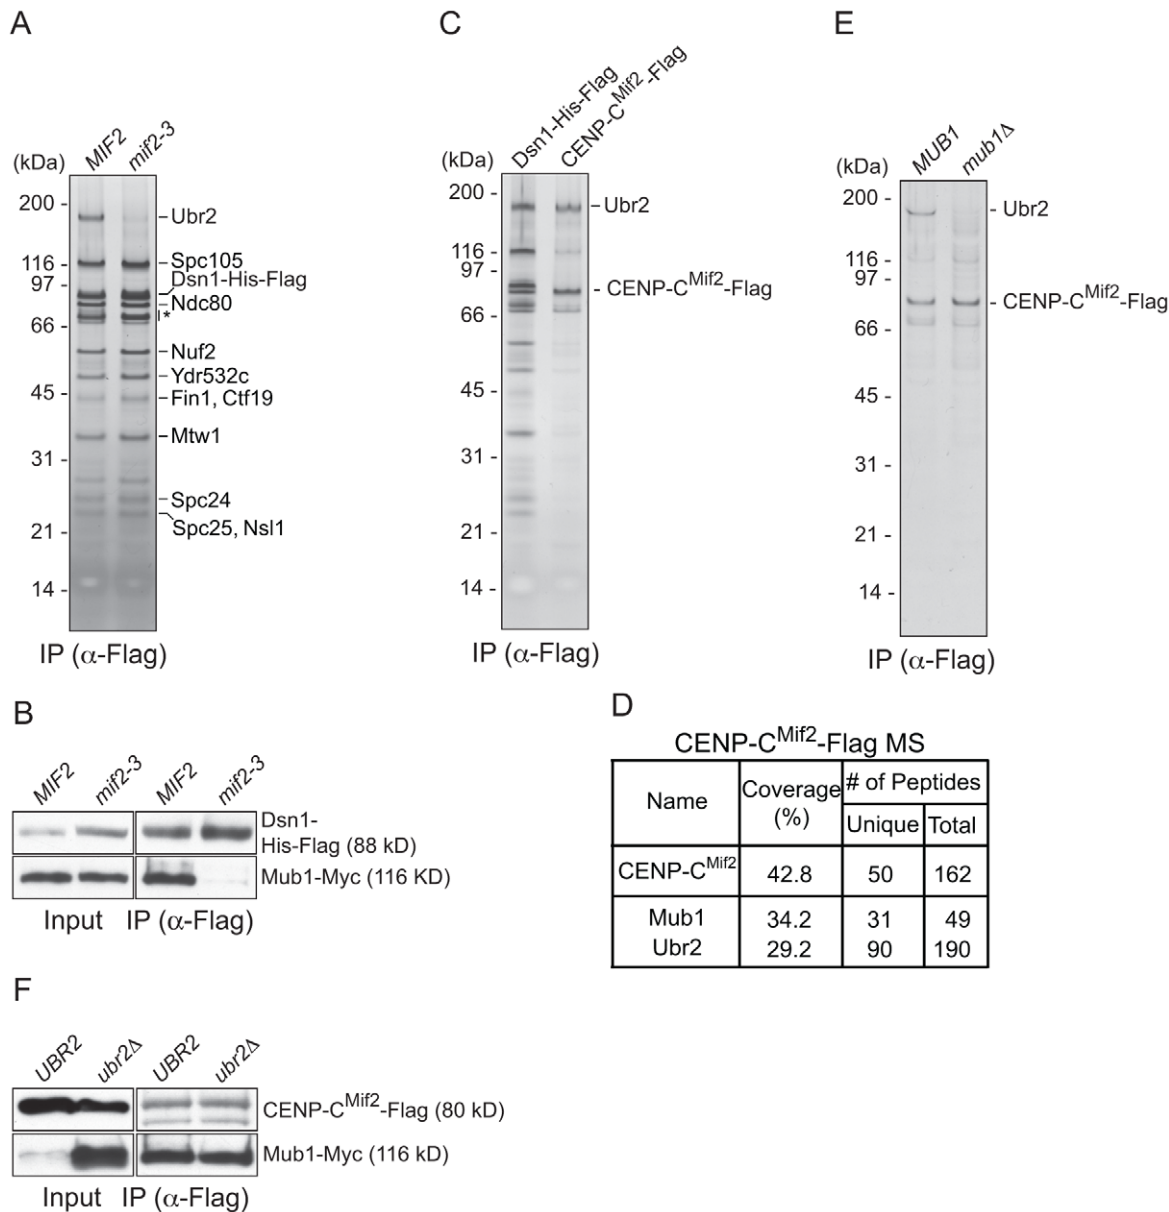 A
(kDa)
MIF2
mif2-3
200 -
116 -
97 -
66 -
45 -
31 -
21 -
14 -
Ubr2
Spc105
Dsn1-His-Flag
Ndc80
*
Nuf2
Ydr532c
Fin1, Ctf19
Mtw1
Spc24
Spc25, Nsl1
IP (α-Flag)
C
(kDa)
Dsn1-His-Flag
CENP-C^Mif2-Flag
200 -
116 -
97 -
66 -
45 -
31 -
21 -
14 -
Ubr2
CENP-C^Mif2-Flag
IP (α-Flag)
E
(kDa)
MUB1
mub1Δ
200 -
116 -
97 -
66 -
45 -
31 -
21 -
14 -
Ubr2
CENP-C^Mif2-Flag
IP (α-Flag)
B
MIF2
mif2-3
MIF2
mif2-3
Dsn1-
His-Flag (88 kD)
Mub1-Myc (116 KD)
Input
IP (α-Flag)
D
CENP-C^Mif2-Flag MS
Name
Coverage
(%)
# of Peptides
Unique
Total
CENP-C^Mif2 42.8 50 162
Mub1 34.2 31 49
Ubr2 29.2 90 190
F
UBR2
ubr2Δ
UBR2
ubr2Δ
CENP-C^Mif2-Flag (80 kD)
Mub1-Myc (116 kD)
Input
IP (α-Flag)